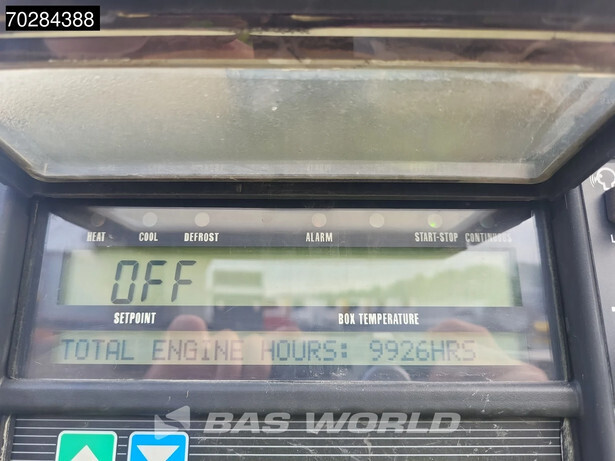 70284388
HEAT COOL DEFROST ALARM START-STOP CONTINUOUS
OFF
SETPOINT BOX TEMPERATURE
TOTAL ENGINE HOURS: 9926HRS
BAS WORLD